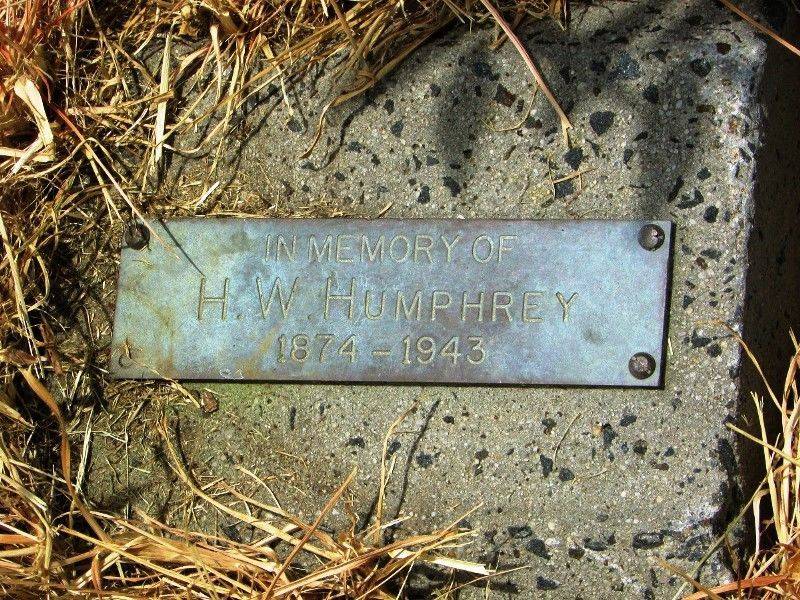 IN MEMORY OF
H. W. HUMPHREY
1874 - 1943